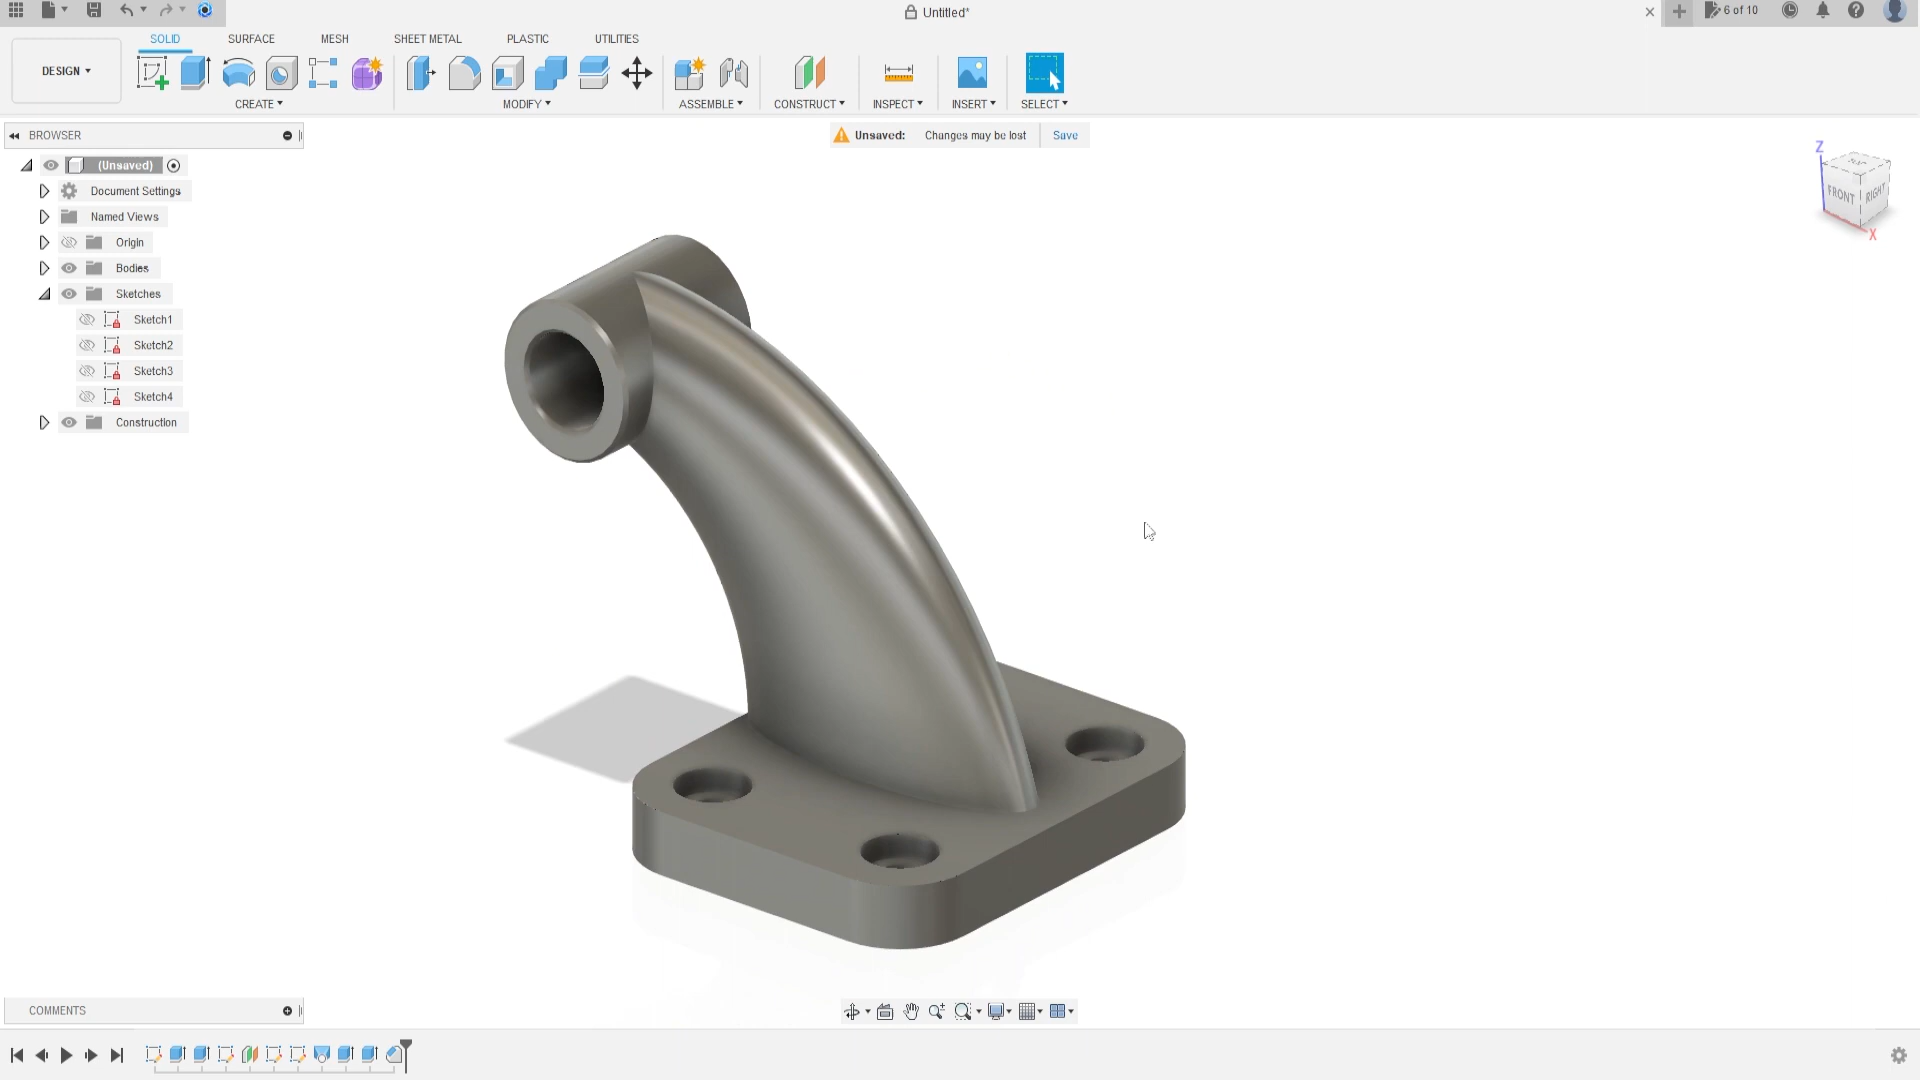 Untitled*
6 of 10
DESIGN
SOLID
SURFACE
MESH
SHEET METAL
PLASTIC
UTILITIES
CREATE
MODIFY
ASSEMBLE
CONSTRUCT
INSPECT
INSERT
SELECT
BROWSER
Unsaved: Changes may be lost Save
(Unsaved)
Document Settings
Named Views
Origin
Bodies
Sketches
Sketch1
Sketch2
Sketch3
Sketch4
Construction
Z
FRONT
RIGHT
X
COMMENTS